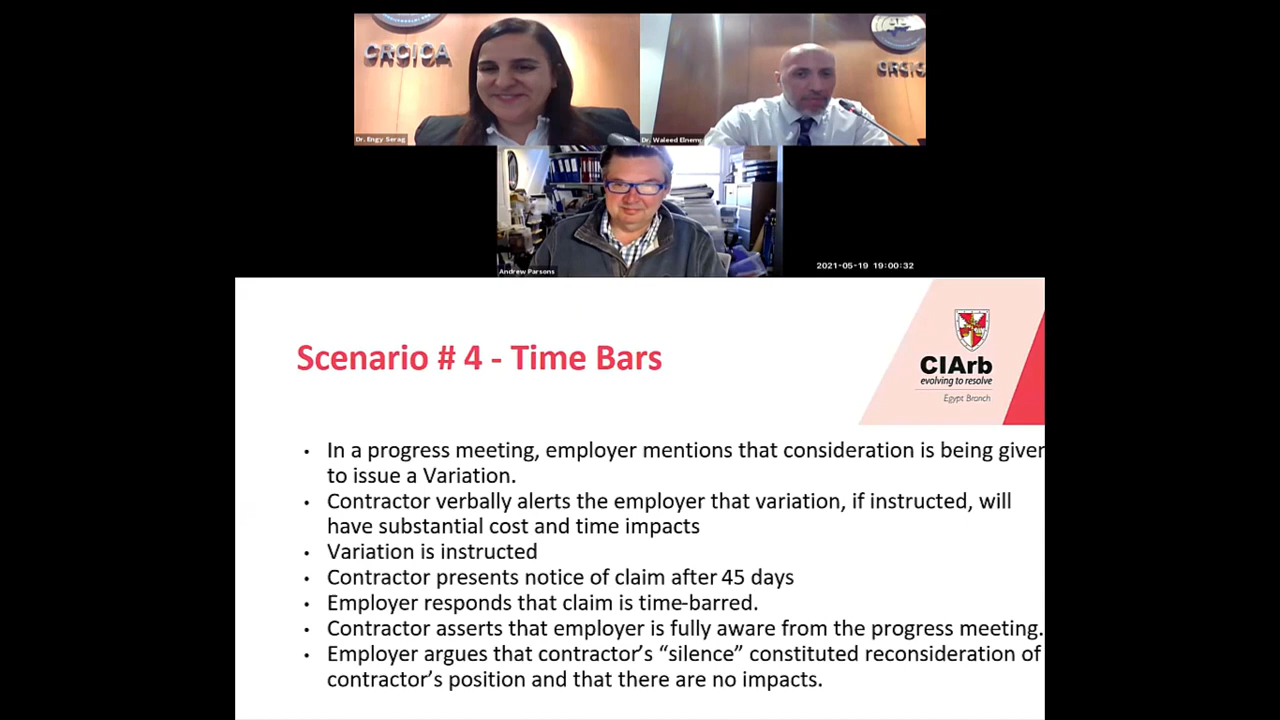 CRCICA
CRCIC
Dr. Engy Serag
Dr. Waleed Elnemr
Andrew Parsons
2021-05-19 19:00:32
Scenario # 4 - Time Bars
CIArb
evolving to resolve
Egypt Branch
• In a progress meeting, employer mentions that consideration is being given
to issue a Variation.
• Contractor verbally alerts the employer that variation, if instructed, will
have substantial cost and time impacts
• Variation is instructed
• Contractor presents notice of claim after 45 days
• Employer responds that claim is time-barred.
• Contractor asserts that employer is fully aware from the progress meeting.
• Employer argues that contractor’s “silence” constituted reconsideration of
contractor’s position and that there are no impacts.